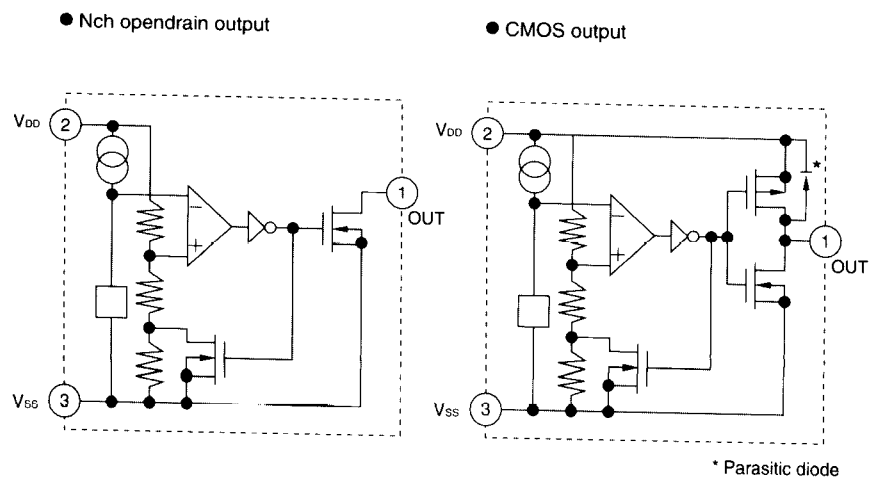 ● Nch opendrain output
● CMOS output
VDD 2
1
OUT
VSS 3
VDD 2
*
1
OUT
VSS 3
* Parasitic diode